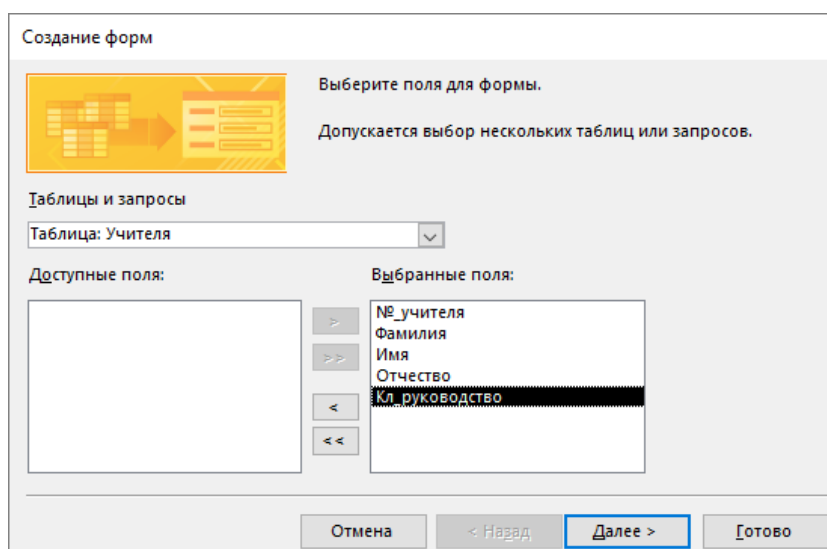 Создание форм
Выберите поля для формы.
Допускается выбор нескольких таблиц или запросов.
Таблицы и запросы
Таблица: Учителя
Доступные поля:
Выбранные поля:
>
>>
<
<<
№_учителя
Фамилия
Имя
Отчество
Кл_руководство
Отмена
< Назад
Далее >
Готово